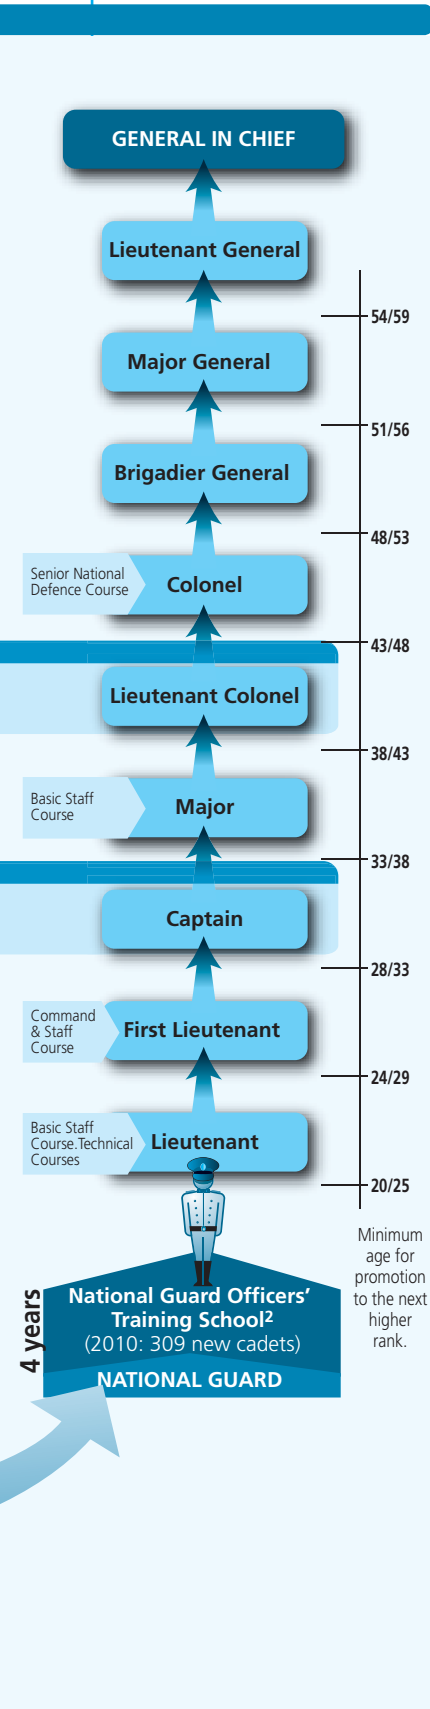 GENERAL IN CHIEF
Lieutenant General
54/59
Major General
51/56
Brigadier General
48/53
Senior National
Defence Course
Colonel
43/48
Lieutenant Colonel
38/43
Basic Staff
Course
Major
33/38
Captain
28/33
Command
& Staff
Course
First Lieutenant
24/29
Basic Staff
Course.Technical
Courses
Lieutenant
20/25
Minimum
age for
promotion
to the next
higher
rank.
4 years
National Guard Officers’
Training School2
(2010: 309 new cadets)
NATIONAL GUARD